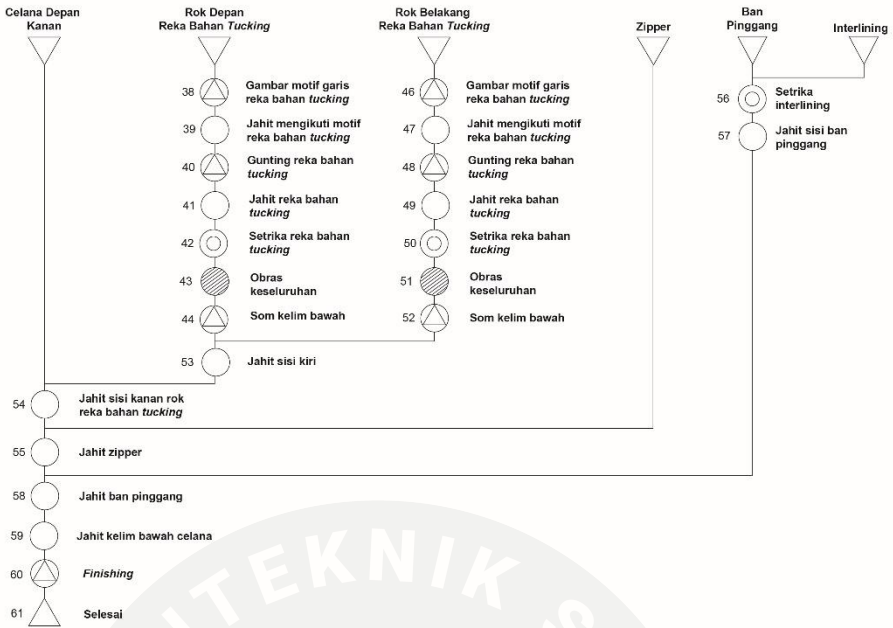 Celana Depan
Kanan
Rok Depan
Reka Bahan Tucking
Rok Belakang
Reka Bahan Tucking
Zipper
Ban
Pinggang
Interlining
38 Gambar motif garis
reka bahan tucking
39 Jahit mengikuti motif
reka bahan tucking
40 Gunting reka bahan
tucking
41 Jahit reka bahan
tucking
42 Setrika reka bahan
tucking
43 Obras
keseluruhan
44 Som kelim bawah
46 Gambar motif garis
reka bahan tucking
47 Jahit mengikuti motif
reka bahan tucking
48 Gunting reka bahan
tucking
49 Jahit reka bahan
tucking
50 Setrika reka bahan
tucking
51 Obras
keseluruhan
52 Som kelim bawah
56 Setrika
interlining
57 Jahit sisi ban
pinggang
53 Jahit sisi kiri
54 Jahit sisi kanan rok
reka bahan tucking
55 Jahit zipper
58 Jahit ban pinggang
59 Jahit kelim bawah celana
60 Finishing
61 Selesai
ITEKNIK S